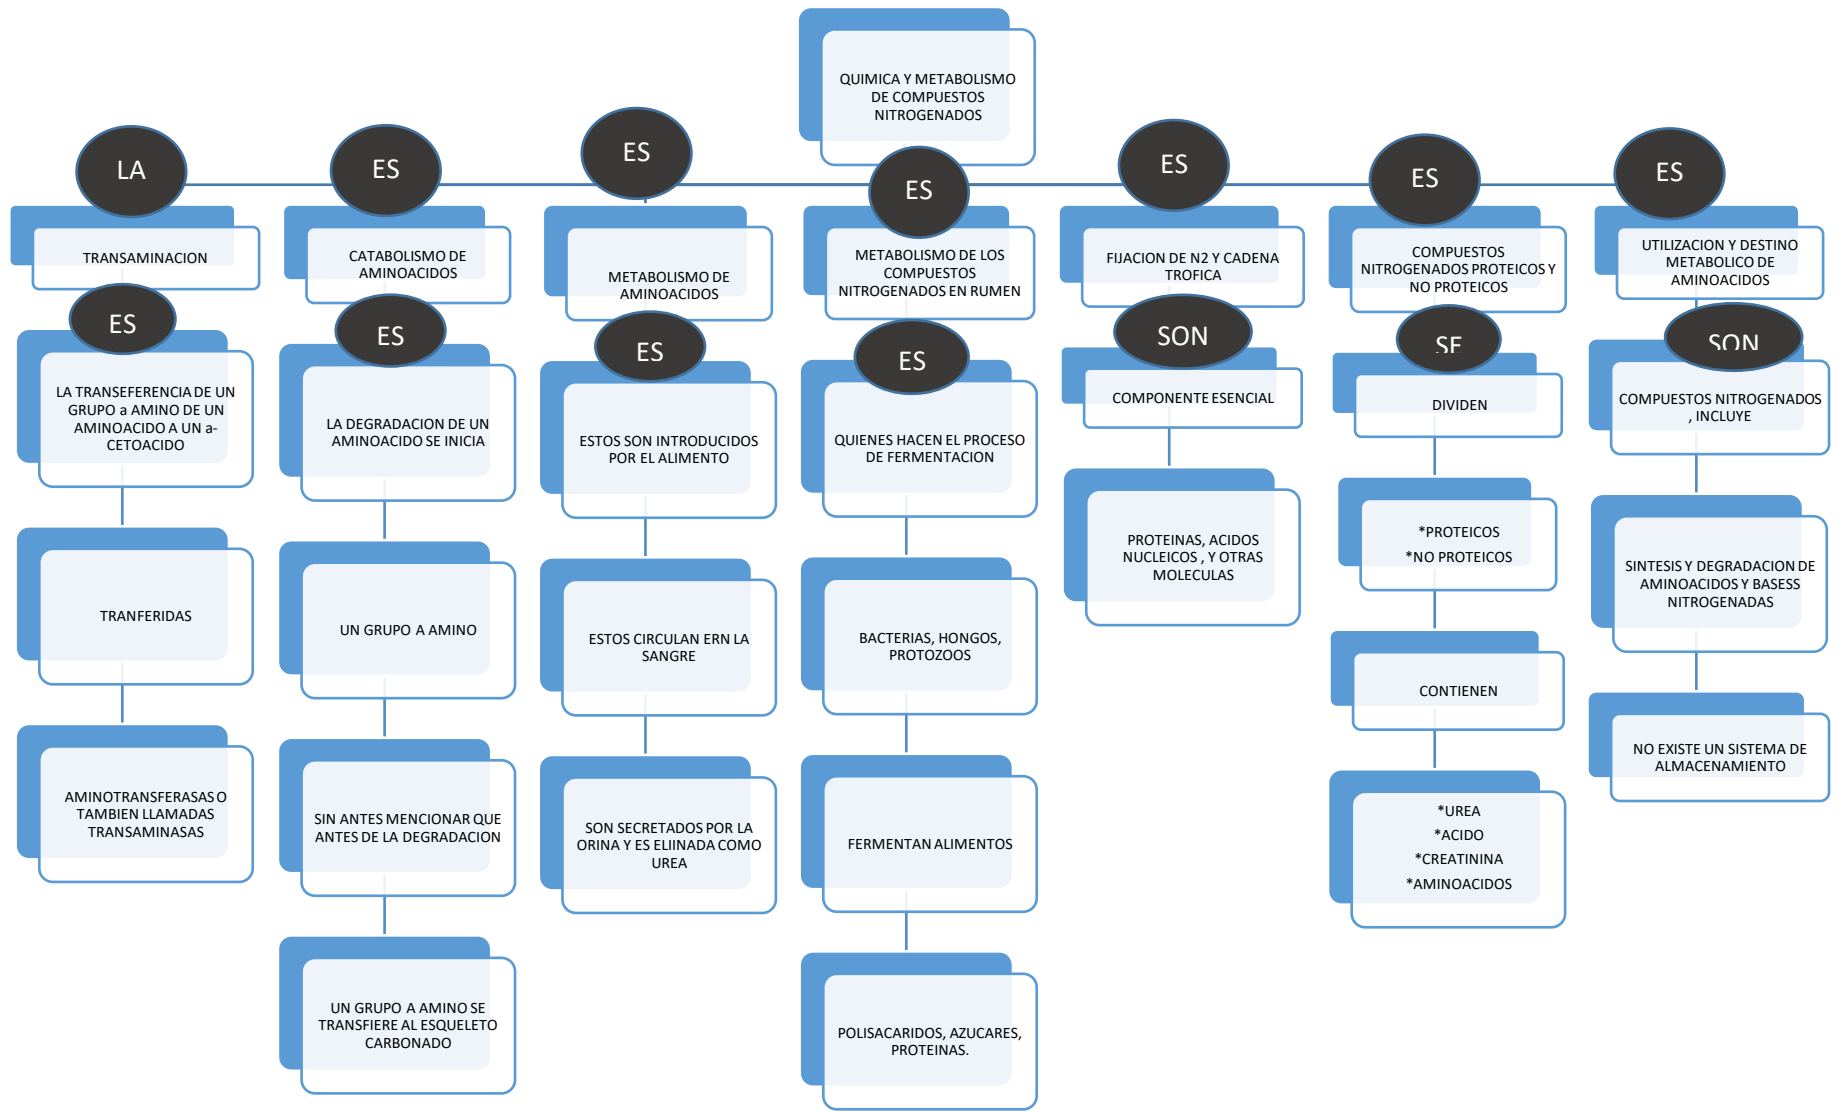 QUIMICA Y METABOLISMO
DE COMPUESTOS
NITROGENADOS
LA
ES
ES
ES
ES
ES
ES
TRANSAMINACION
CATABOLISMO DE
AMINOACIDOS
METABOLISMO DE
AMINOACIDOS
METABOLISMO DE LOS
COMPUESTOS
NITROGENADOS EN RUMEN
FIJACION DE N2 Y CADENA
TROFICA
COMPUESTOS
NITROGENADOS PROTEICOS Y
NO PROTEICOS
UTILIZACION Y DESTINO
METABOLICO DE
AMINOACIDOS
ES
ES
ES
ES
SON
SE
SON
LA TRANSEFERENCIA DE UN
GRUPO a AMINO DE UN
AMINOACIDO A UN a-
CETOACIDO
LA DEGRADACION DE UN
AMINOACIDO SE INICIA
ESTOS SON INTRODUCIDOS
POR EL ALIMENTO
QUIENES HACEN EL PROCESO
DE FERMENTACION
COMPONENTE ESENCIAL
DIVIDEN
COMPUESTOS NITROGENADOS
, INCLUYE
TRANFERIDAS
UN GRUPO A AMINO
ESTOS CIRCULAN ERN LA
SANGRE
BACTERIAS, HONGOS,
PROTOZOOS
PROTEINAS, ACIDOS
NUCLEICOS , Y OTRAS
MOLECULAS
*PROTEICOS
*NO PROTEICOS
SINTESIS Y DEGRADACION DE
AMINOACIDOS Y BASESS
NITROGENADAS
AMINOTRANSFERASAS O
TAMBIEN LLAMADAS
TRANSAMINASAS
SIN ANTES MENCIONAR QUE
ANTES DE LA DEGRADACION
SON SECRETADOS POR LA
ORINA Y ES ELIINADA COMO
UREA
FERMENTAN ALIMENTOS
CONTIENEN
NO EXISTE UN SISTEMA DE
ALMACENAMIENTO
UN GRUPO A AMINO SE
TRANSFIERE AL ESQUELETO
CARBONADO
POLISACARIDOS, AZUCARES,
PROTEINAS.
*UREA
*ACIDO
*CREATININA
*AMINOACIDOS